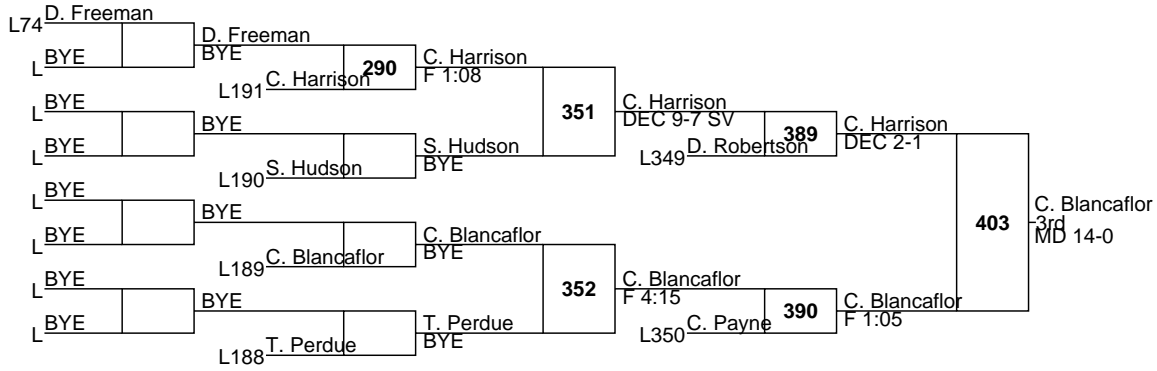 D. Freeman
L74
BYE
L
D. Freeman
BYE
290
C. Harrison
L191
C. Harrison
F 1:08
BYE
L
BYE
L
BYE
S. Hudson
L190
S. Hudson
BYE
351
C. Harrison
DEC 9-7 SV
D. Robertson
L349
389
C. Harrison
DEC 2-1
BYE
L
BYE
L
BYE
C. Blancaflor
L189
C. Blancaflor
BYE
BYE
L
BYE
L
BYE
T. Perdue
L188
T. Perdue
BYE
352
C. Blancaflor
F 4:15
C. Payne
L350
390
C. Blancaflor
F 1:05
403
C. Blancaflor
3rd
MD 14-0